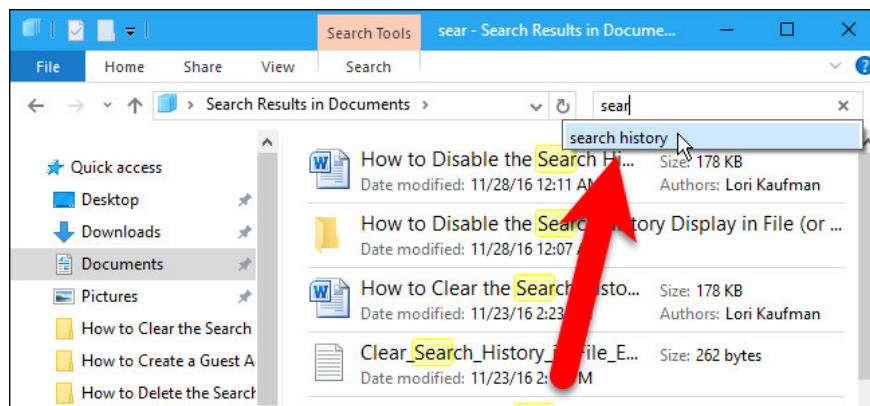 Search Tools
sear - Search Results in Docume...
File Home Share View Search
Search Results in Documents
sear
search history
Quick access
Desktop
Downloads
Documents
Pictures
How to Clear the Search
How to Create a Guest A
How to Delete the Search
How to Disable the Search Hi...
Size: 178 KB
Date modified: 11/28/16 12:11 AM
Authors: Lori Kaufman
How to Disable the Search History Display in File (or ...
Date modified: 11/28/16 12:07
How to Clear the Search Histo...
Size: 178 KB
Date modified: 11/23/16 2:23
Authors: Lori Kaufman
Clear_Search_History_in_File_E...
Size: 262 bytes
Date modified: 11/23/16 2: M